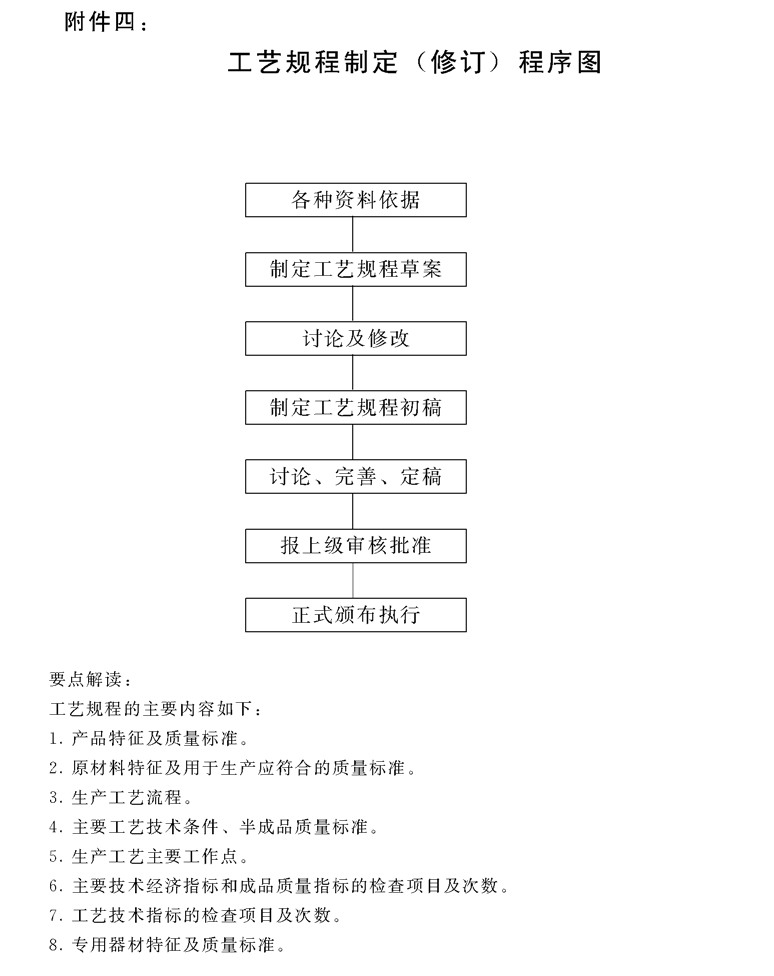 附件四：
工艺规程制定（修订）程序图
各种资料依据
制定工艺规程草案
讨论及修改
制定工艺规程初稿
讨论、完善、定稿
报上级审核批准
正式颁布执行
要点解读：
工艺规程的主要内容如下：
1. 产品特征及质量标准。
2. 原材料特征及用于生产应符合的质量标准。
3. 生产工艺流程。
4. 主要工艺技术条件、半成品质量标准。
5. 生产工艺主要工作点。
6. 主要技术经济指标和成品质量指标的检查项目及次数。
7. 工艺技术指标的检查项目及次数。
8. 专用器材特征及质量标准。